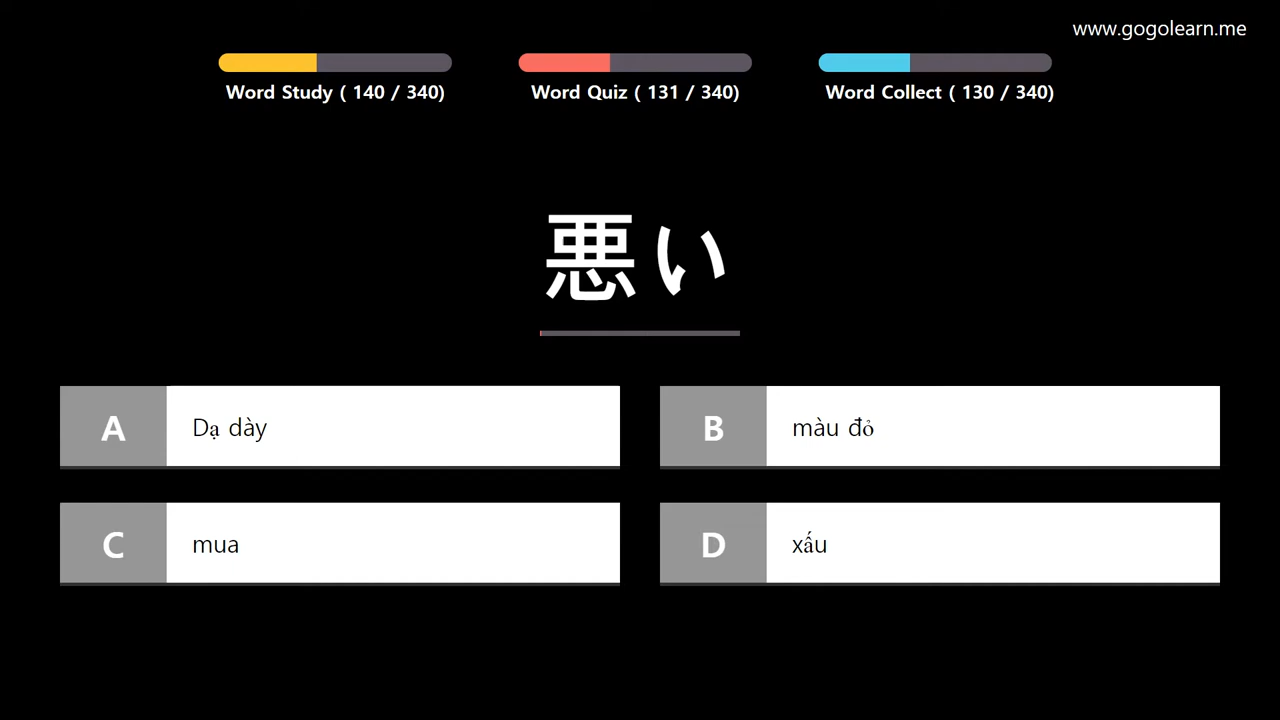 www.gogolearn.me
Word Study ( 140 / 340)
Word Quiz ( 131 / 340)
Word Collect ( 130 / 340)
悪い
A Dạ dày
B màu đỏ
C mua
D xấu